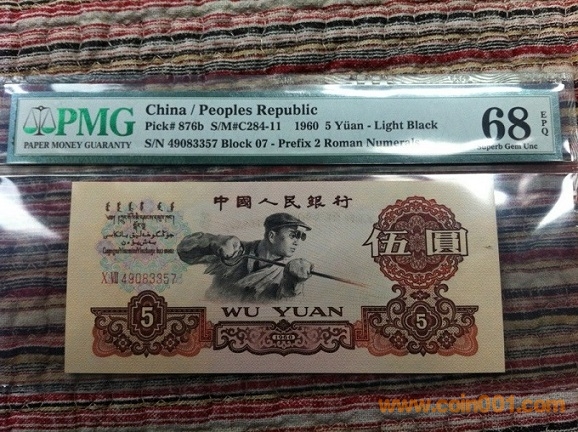 PMG
PAPER MONEY GUARANTY
China / Peoples Republic
Pick# 876b S/M#C284-11 1960 5 Yüan - Light Black
S/N 49083357 Block 07 - Prefix 2 Roman Numerals
68 EPQ
Superb Gem Unc
中國人民銀行
伍圓
X VII 49083357
WU YUAN
5
1960
5
www.coin001.com